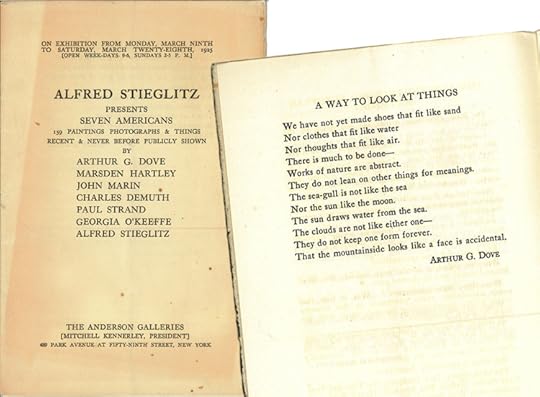 ON EXHIBITION FROM MONDAY, MARCH NINTH
TO SATURDAY, MARCH TWENTY-EIGHTH, 1925
[OPEN WEEK-DAYS 9-6, SUNDAYS 2-5 P. M.]
ALFRED STIEGLITZ
PRESENTS
SEVEN AMERICANS
159 PAINTINGS PHOTOGRAPHS & THINGS
RECENT & NEVER BEFORE PUBLICLY SHOWN
BY
ARTHUR G. DOVE
MARSDEN HARTLEY
JOHN MARIN
CHARLES DEMUTH
PAUL STRAND
GEORGIA O'KEEFFE
ALFRED STIEGLITZ
THE ANDERSON GALLERIES
[MITCHELL KENNERLEY, PRESIDENT]
489 PARK AVENUE AT FIFTY-NINTH STREET, NEW YORK
A WAY TO LOOK AT THINGS
We have not yet made shoes that fit like sand
Nor clothes that fit like water
Nor thoughts that fit like air.
There is much to be done—
Works of nature are abstract.
They do not lean on other things for meanings.
The sea-gull is not like the sea
Nor the sun like the moon.
The sun draws water from the sea.
The clouds are not like either one—
They do not keep one form forever.
That the mountainside looks like a face is accidental.
ARTHUR G. DOVE